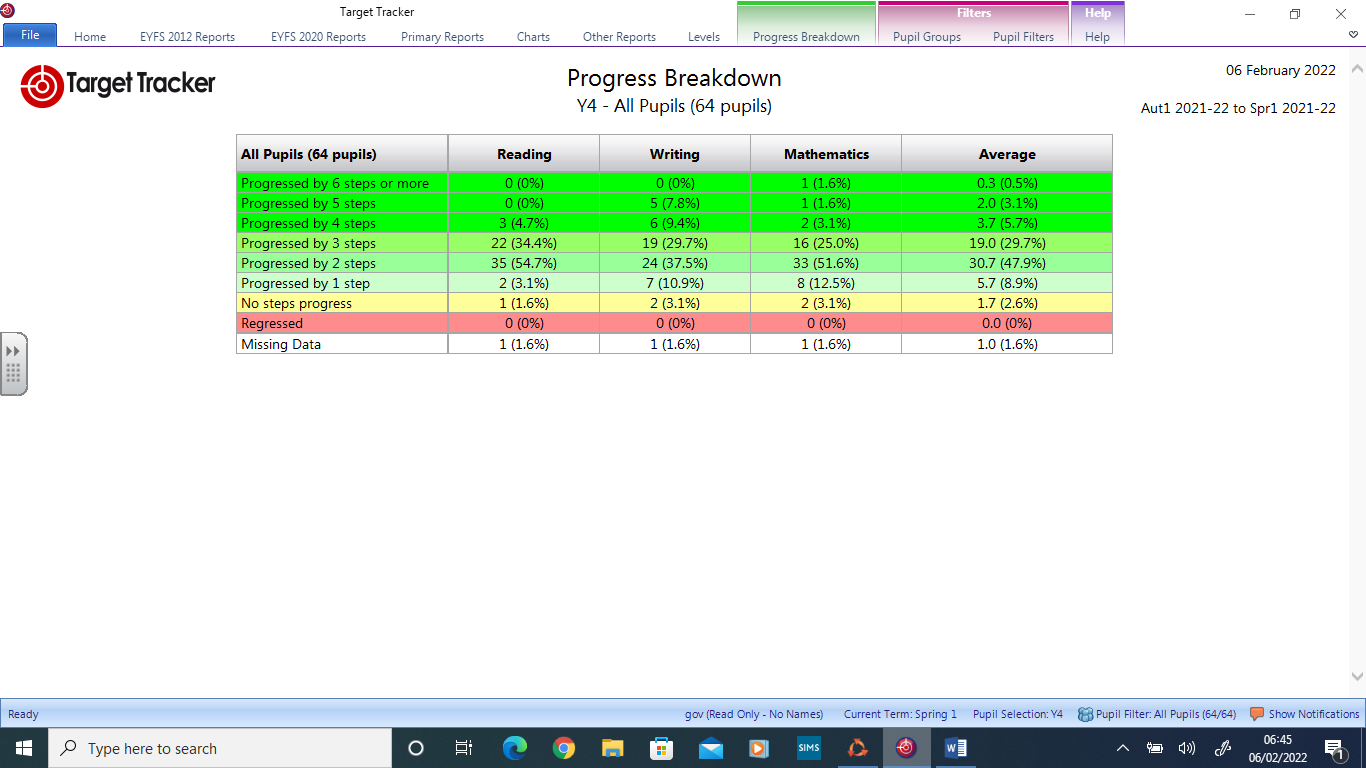 Target Tracker
Filters
Help
File Home EYFS 2012 Reports EYFS 2020 Reports Primary Reports Charts Other Reports Levels Progress Breakdown Pupil Groups Pupil Filters Help
Target Tracker
Progress Breakdown
06 February 2022
Y4 - All Pupils (64 pupils)
Aut1 2021-22 to Spr1 2021-22
All Pupils (64 pupils) Reading Writing Mathematics Average
Progressed by 6 steps or more 0 (0%) 0 (0%) 1 (1.6%) 0.3 (0.5%)
Progressed by 5 steps 0 (0%) 5 (7.8%) 1 (1.6%) 2.0 (3.1%)
Progressed by 4 steps 3 (4.7%) 6 (9.4%) 2 (3.1%) 3.7 (5.7%)
Progressed by 3 steps 22 (34.4%) 19 (29.7%) 16 (25.0%) 19.0 (29.7%)
Progressed by 2 steps 35 (54.7%) 24 (37.5%) 33 (51.6%) 30.7 (47.9%)
Progressed by 1 step 2 (3.1%) 7 (10.9%) 8 (12.5%) 5.7 (8.9%)
No steps progress 1 (1.6%) 2 (3.1%) 2 (3.1%) 1.7 (2.6%)
Regressed 0 (0%) 0 (0%) 0 (0%) 0.0 (0%)
Missing Data 1 (1.6%) 1 (1.6%) 1 (1.6%) 1.0 (1.6%)
Ready gov (Read Only - No Names) Current Term: Spring 1 Pupil Selection: Y4 Pupil Filter: All Pupils (64/64) Show Notifications
Type here to search SIMS 06:45
06/02/2022 1